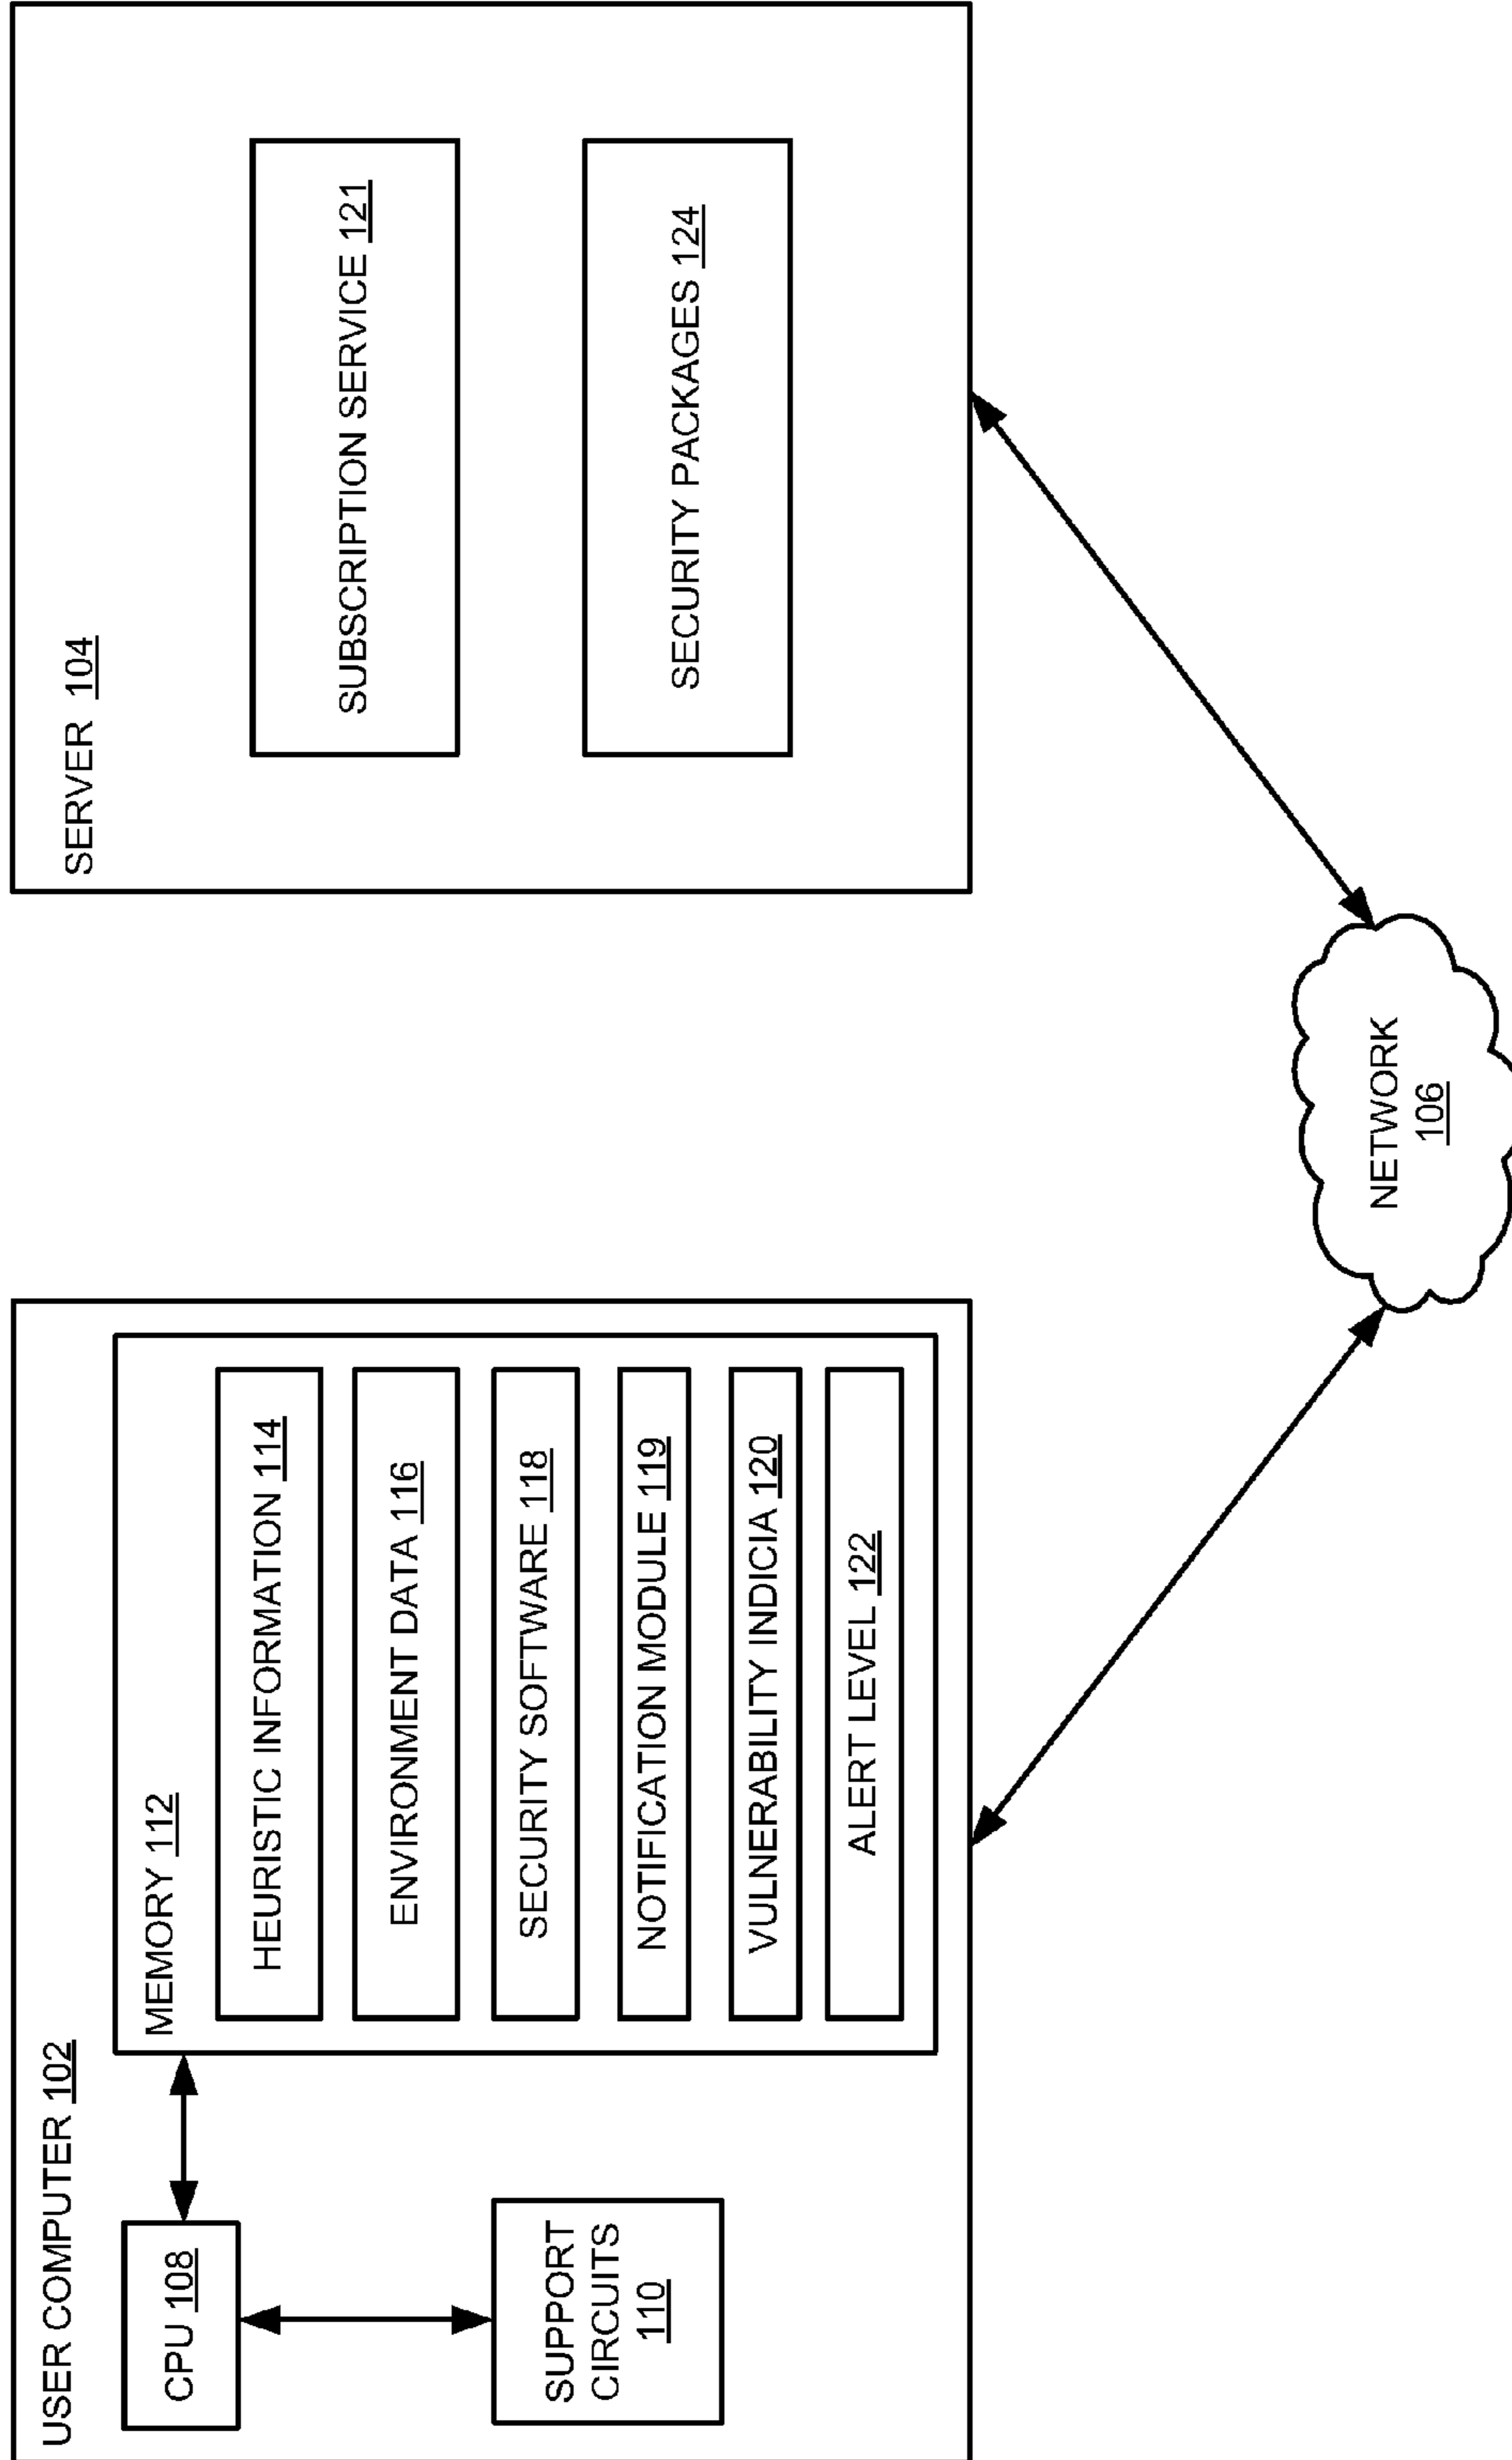 USER COMPUTER 102
CPU 108
SUPPORT
CIRCUITS
110
MEMORY 112
HEURISTIC INFORMATION 114
ENVIRONMENT DATA 116
SECURITY SOFTWARE 118
NOTIFICATION MODULE 119
VULNERABILITY INDICIA 120
ALERT LEVEL 122
SERVER 104
SUBSCRIPTION SERVICE 121
SECURITY PACKAGES 124
NETWORK
106